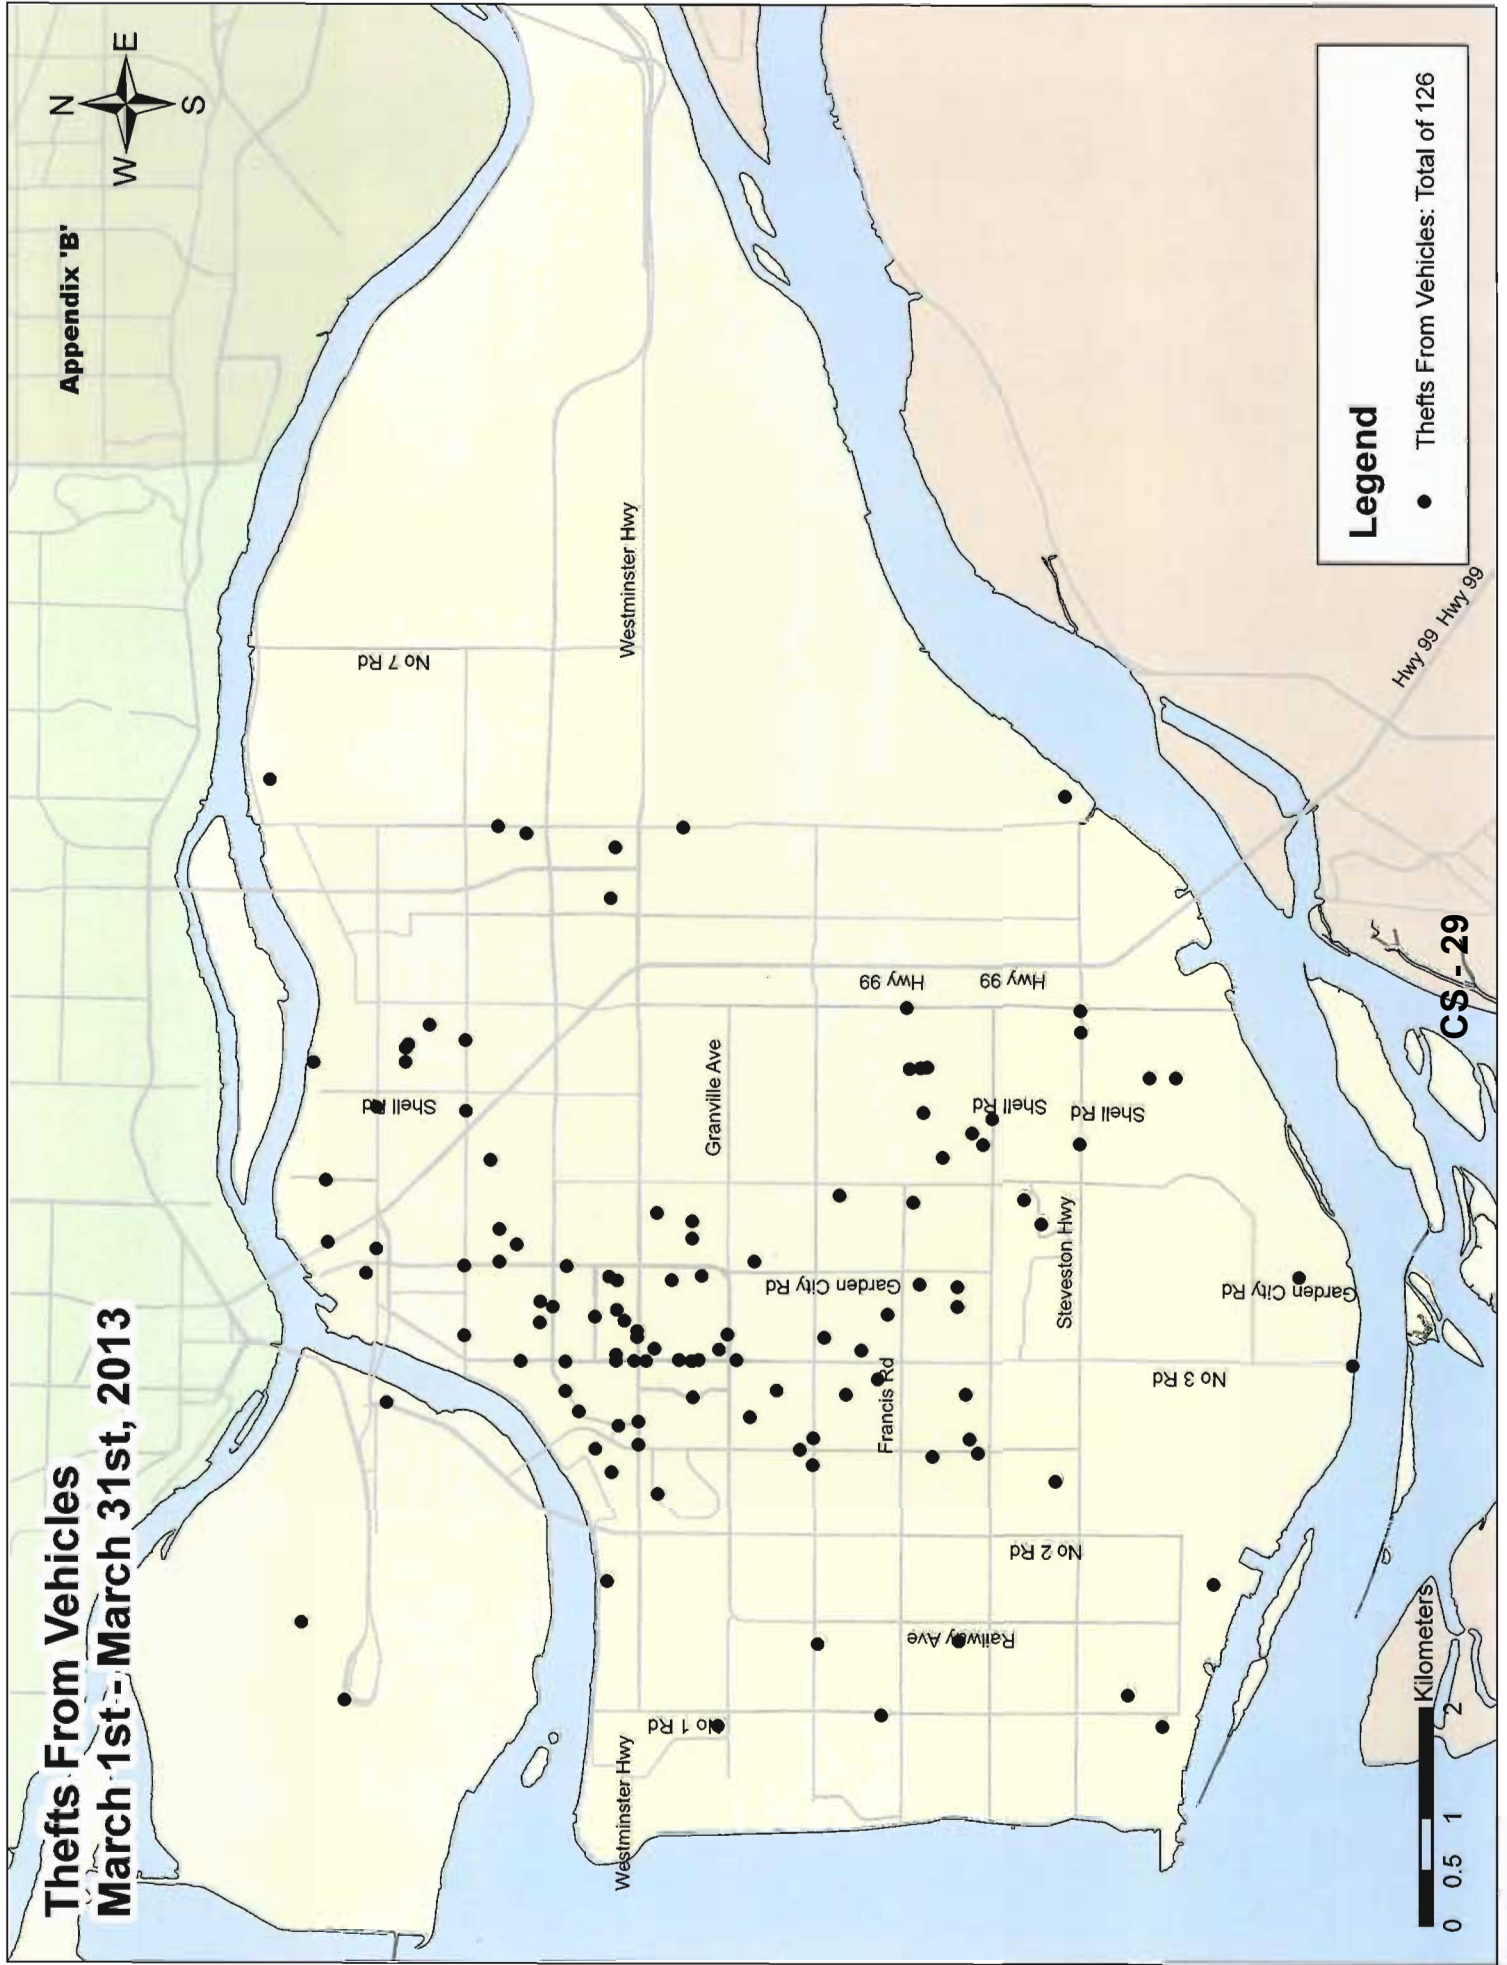 Thefts From Vehicles
March 1st - March 31st, 2013
Appendix 'B'
N
W
E
S
No 7 Rd
Westminster Hwy
Shell Rd
Granville Ave
Hwy 99
Hwy 99
Shell Rd
Shell Rd
Garden City Rd
Steveston Hwy
Garden City Rd
Francis Rd
No 3 Rd
No 2 Rd
Railway Ave
No 1 Rd
Westminster Hwy
Hwy 99
Hwy 99
Legend
Thefts From Vehicles: Total of 126
Kilometers
0 0.5 1 2
CS - 29